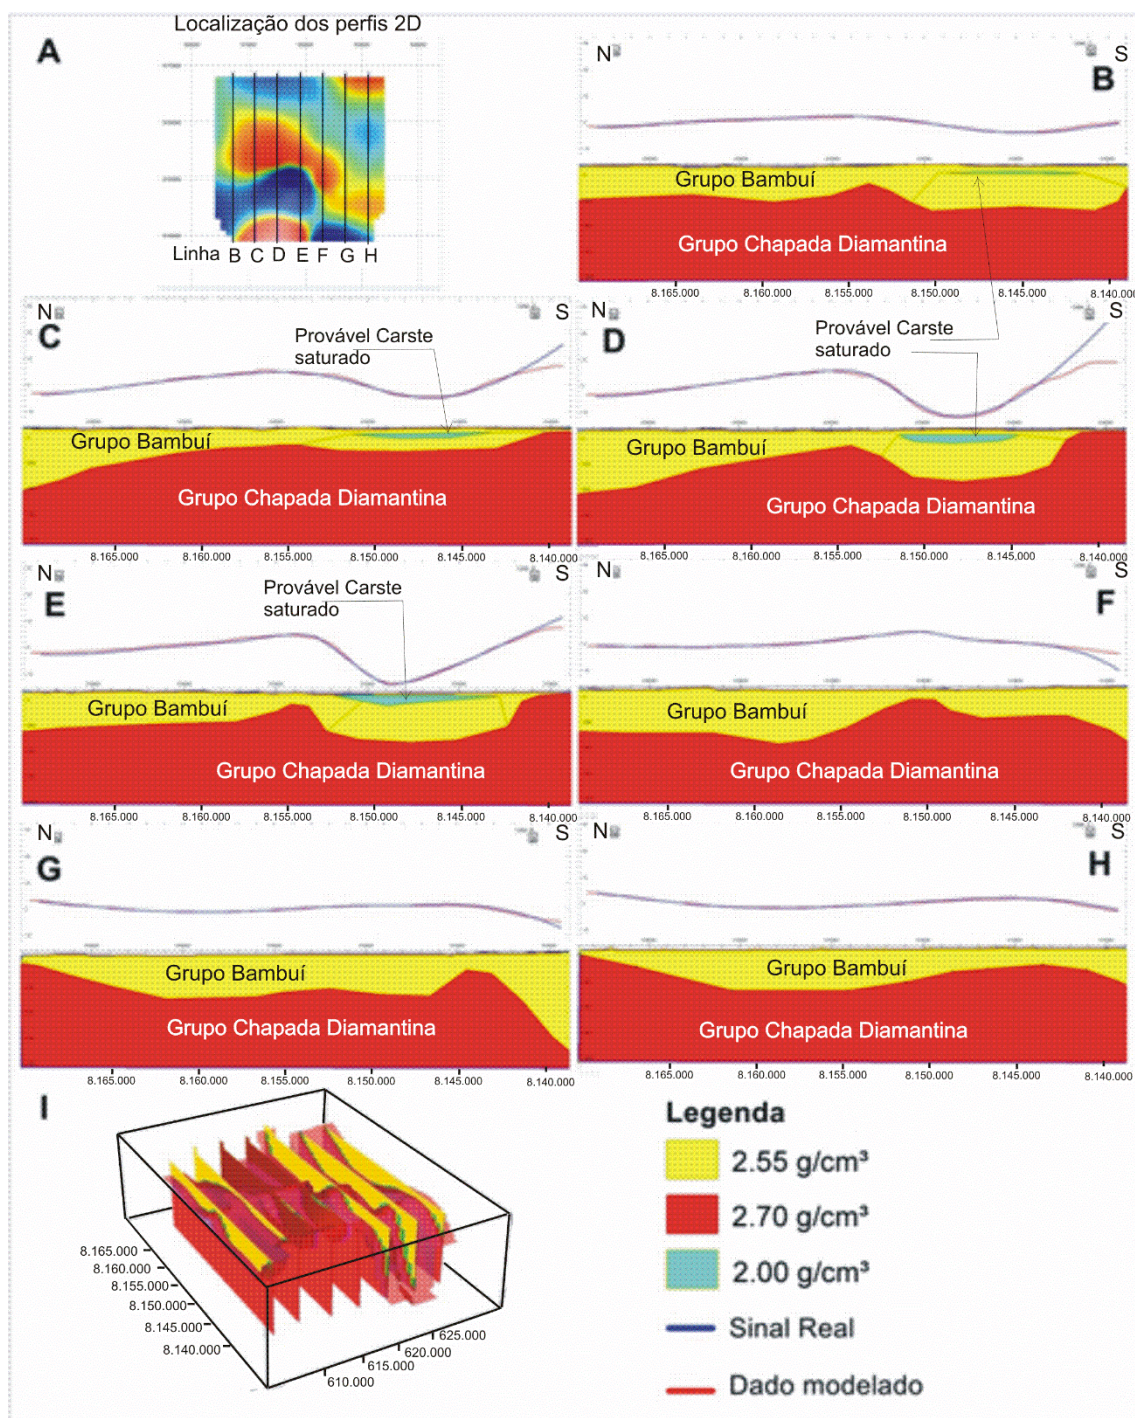 Localização dos perfis 2D
A
Linha B C D E F G H
N S
B
Grupo Bambuí
Grupo Chapada Diamantina
8.165.000 8.160.000 8.155.000 8.150.000 8.145.000 8.140.000
N S
C
Provável Carste
saturado
Grupo Bambuí
Grupo Chapada Diamantina
8.165.000 8.160.000 8.155.000 8.150.000 8.145.000 8.140.000
N S
D
Provável Carste
saturado
Grupo Bambuí
Grupo Chapada Diamantina
8.165.000 8.160.000 8.155.000 8.150.000 8.145.000 8.140.000
N S
E
Provável Carste
saturado
Grupo Bambuí
Grupo Chapada Diamantina
8.165.000 8.160.000 8.155.000 8.150.000 8.145.000 8.140.000
N S
F
Grupo Bambuí
Grupo Chapada Diamantina
8.165.000 8.160.000 8.155.000 8.150.000 8.145.000 8.140.000
N S
G
Grupo Bambuí
Grupo Chapada Diamantina
8.165.000 8.160.000 8.155.000 8.150.000 8.145.000 8.140.000
N S
H
Grupo Bambuí
Grupo Chapada Diamantina
8.165.000 8.160.000 8.155.000 8.150.000 8.145.000 8.140.000
I
8.165.000
8.160.000
8.155.000
8.150.000
8.145.000
8.140.000
610.000
615.000
620.000
625.000
Legenda
2.55 g/cm³
2.70 g/cm³
2.00 g/cm³
Sinal Real
Dado modelado